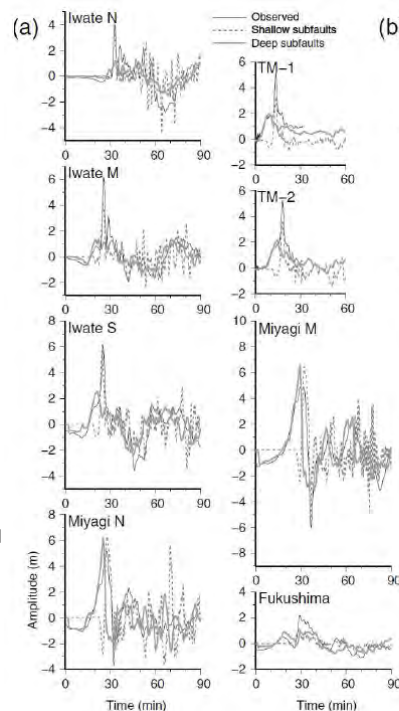 (a)
Iwate N
4
2
0
−2
−4
0 30 60 90
Iwate M
6
4
2
0
−2
0 30 60 90
Iwate S
8
6
4
2
0
−2
−4
0 30 60 90
Miyagi N
8
6
4
2
0
−2
−4
0 30 60 90
Amplitude (m)
Time (min)
Observed
Shallow subfaults
Deep subfaults
(b
TM-1
6
4
2
0
−2
0 30 60
TM-2
6
4
2
0
−2
0 30 60
Miyagi M
10
8
6
4
2
0
−2
−4
−6
−8
0 30 60 90
Fukushima
4
2
0
−2
0 30 60 90
Time (min)